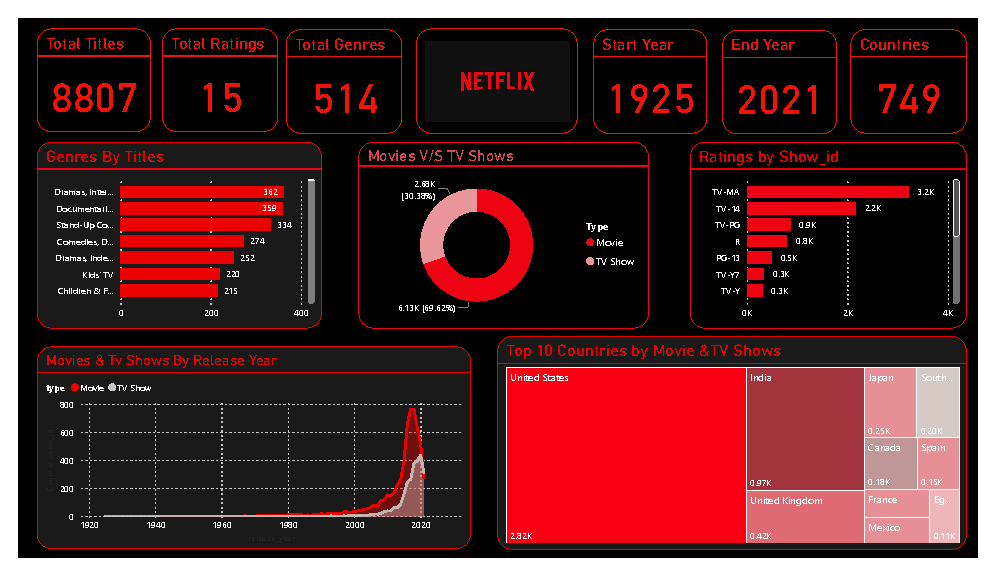 Total Titles
8807
Total Ratings
15
Total Genres
514
NETFLIX
Start Year
1925
End Year
2021
Countries
749
Genres By Titles
Dramas, Inter...
362
Documentari...
359
Stand-Up Co...
334
Comedies, D...
274
Dramas, Inde...
252
Kids' TV
220
Children & F...
215
0
200
400
Movies V/S TV Shows
2.68K
(30.38%)
6.13K (69.62%)
Type
Movie
TV Show
Ratings by Show_id
TV-MA
3.2K
TV-14
2.2K
TV-PG
0.9K
R
0.8K
PG-13
0.5K
TV-Y7
0.3K
TV-Y
0.3K
0K
2K
4K
Movies & Tv Shows By Release Year
type
Movie
TV Show
800
600
400
200
0
1920
1940
1960
1980
2000
2020
release_year
Top 10 Countries by Movie &TV Shows
United States
2.82K
India
0.97K
United Kingdom
0.42K
Japan
0.25K
South...
0.20K
Canada
0.18K
Spain
0.15K
France
Mexico
Eg...
0.11K